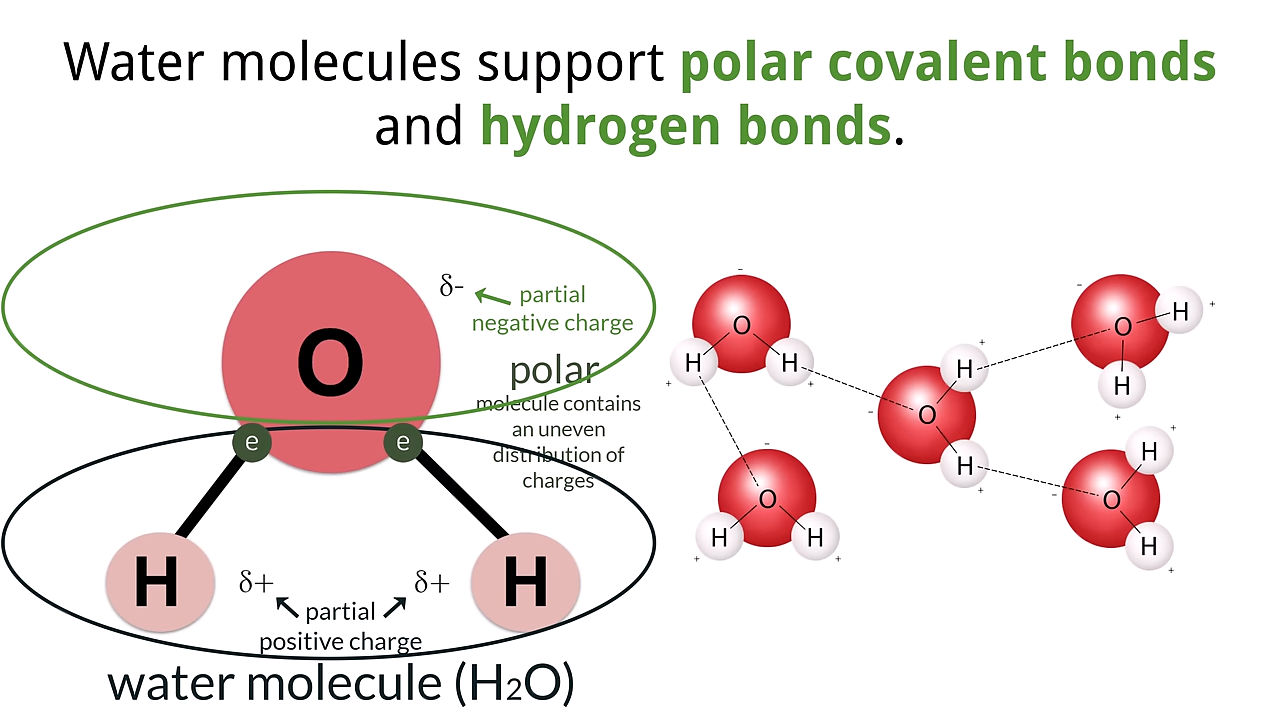 Water molecules support polar covalent bonds
and hydrogen bonds.
O
δ-
partial
negative charge
polar
molecule contains
an uneven
distribution of
charges
e
e
H
δ+
δ+
H
partial
positive charge
water molecule (H2O)
-
O
H
H
+
+
-
O
H
H
+
+
-
O
H
+
H
+
-
O
H
+
H
+
-
O
H
+
H
+